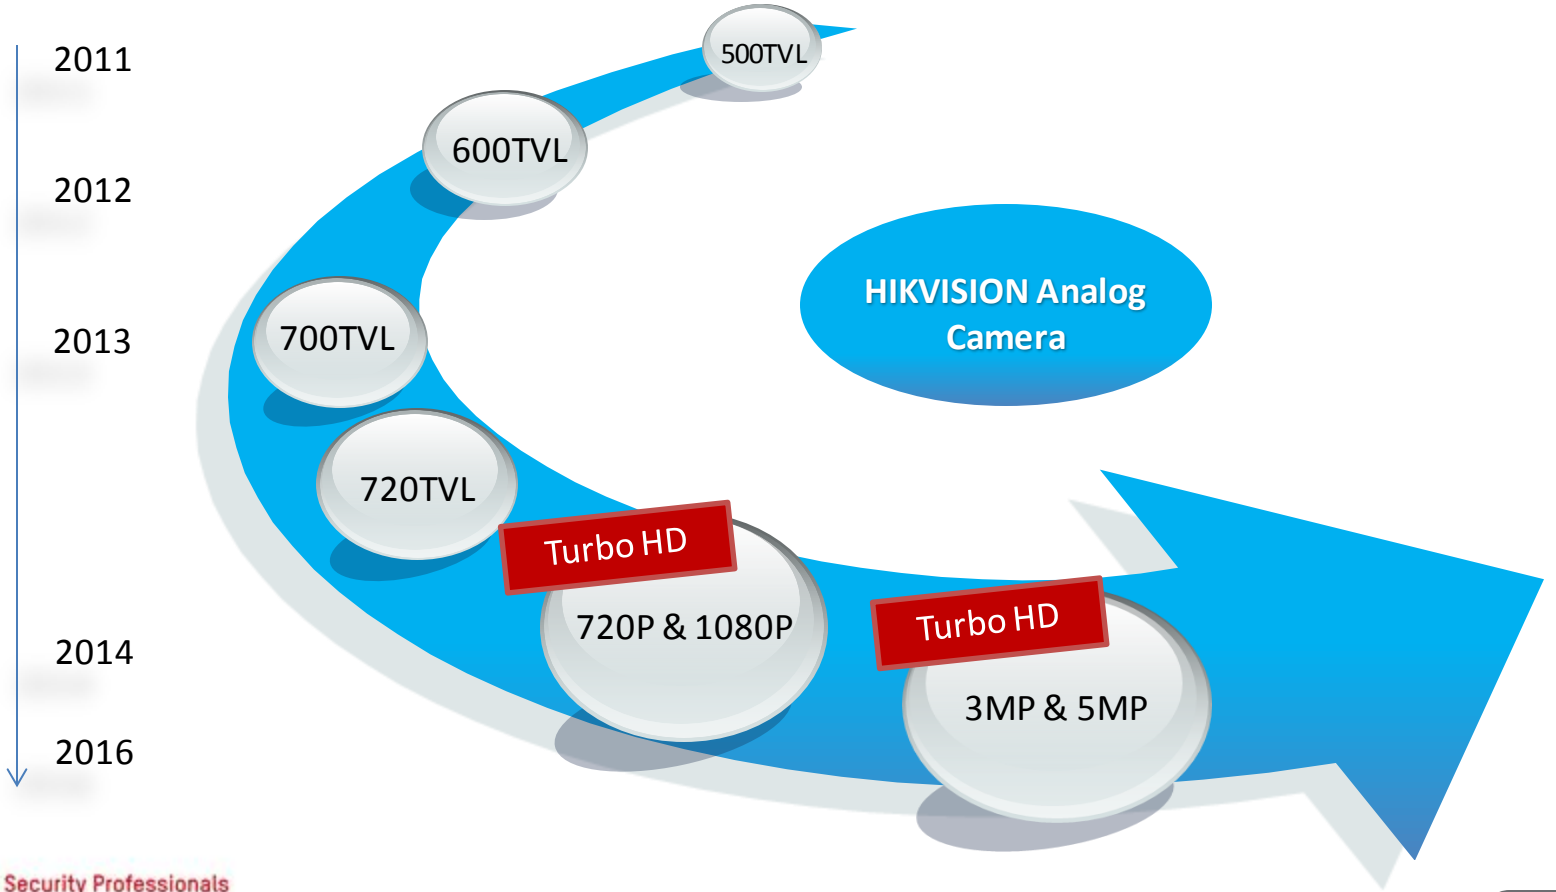 2011
500TVL
600TVL
2012
HIKVISION Analog
Camera
2013
700TVL
720TVL
Turbo HD
720P & 1080P
Turbo HD
2014
3MP & 5MP
2016
Security Professionals